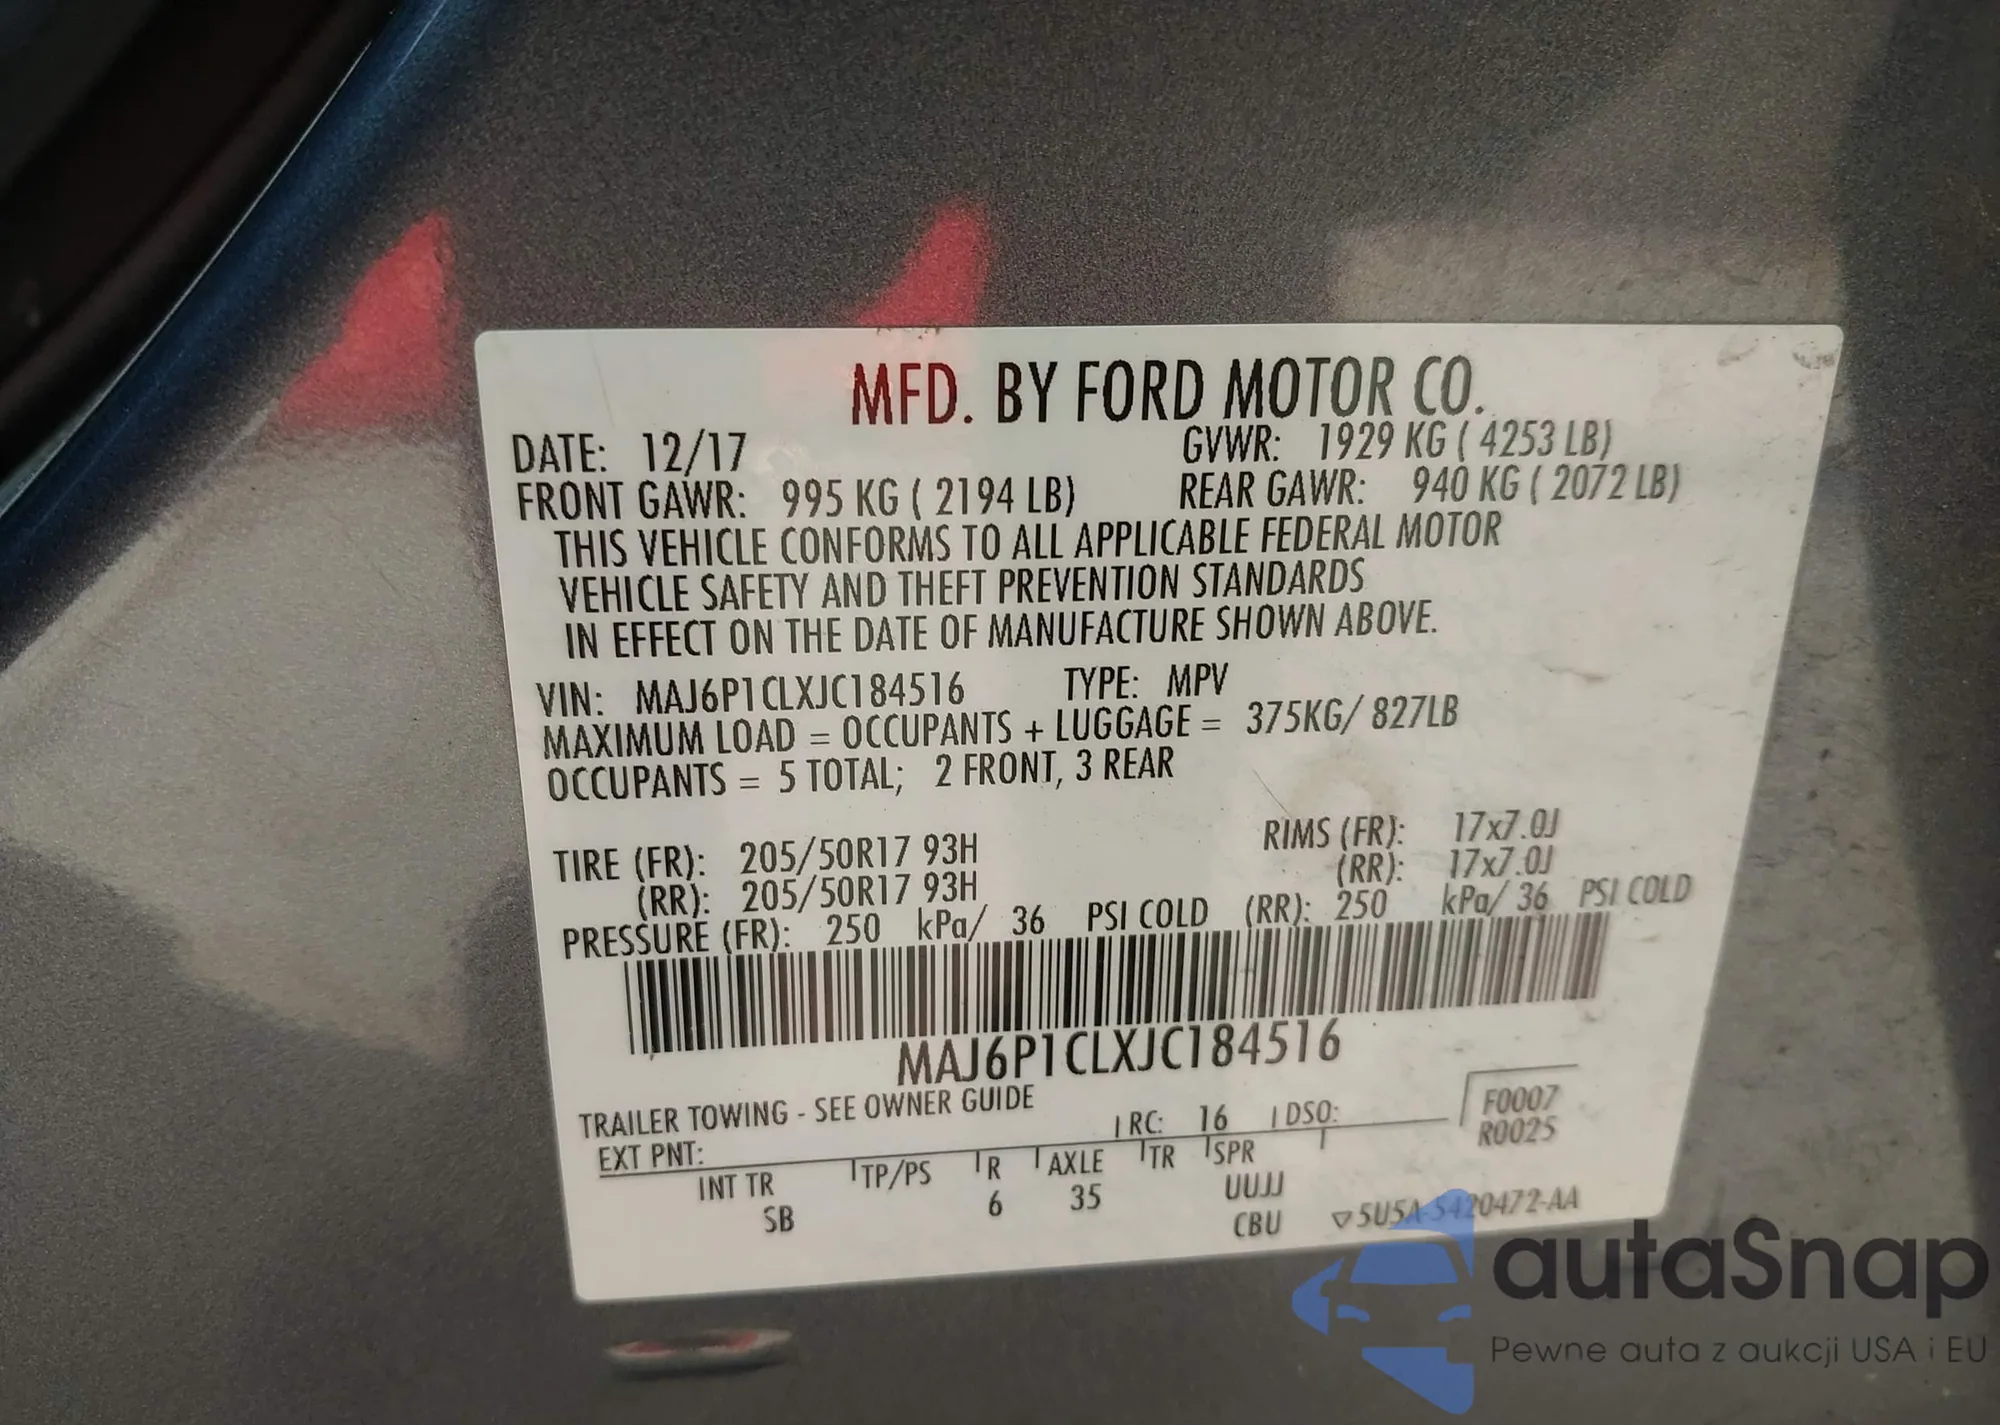 MFD. BY FORD MOTOR CO.
DATE: 12/17 GVWR: 1929 KG ( 4253 LB)
FRONT GAWR: 995 KG ( 2194 LB) REAR GAWR: 940 KG ( 2072 LB)
THIS VEHICLE CONFORMS TO ALL APPLICABLE FEDERAL MOTOR
VEHICLE SAFETY AND THEFT PREVENTION STANDARDS
IN EFFECT ON THE DATE OF MANUFACTURE SHOWN ABOVE.
VIN: MAJ6P1CLXJC184516 TYPE: MPV
MAXIMUM LOAD = OCCUPANTS + LUGGAGE = 375KG/ 827LB
OCCUPANTS = 5 TOTAL; 2 FRONT, 3 REAR
TIRE (FR): 205/50R17 93H RIMS (FR): 17x7.0J
(RR): 205/50R17 93H (RR): 17x7.0J
PRESSURE (FR): 250 kPa/ 36 PSI COLD (RR): 250 kPa/ 36 PSI COLD
MAJ6P1CLXJC184516
TRAILER TOWING - SEE OWNER GUIDE
EXT PNT: RC: 16 DSO: F0007
R0025
INT TR TP/PS R AXLE TR SPR
SB 6 35 UUJJ
CBU 5U5A-5420472-AA
autaSnap
Pewne auta z aukcji USA i EU